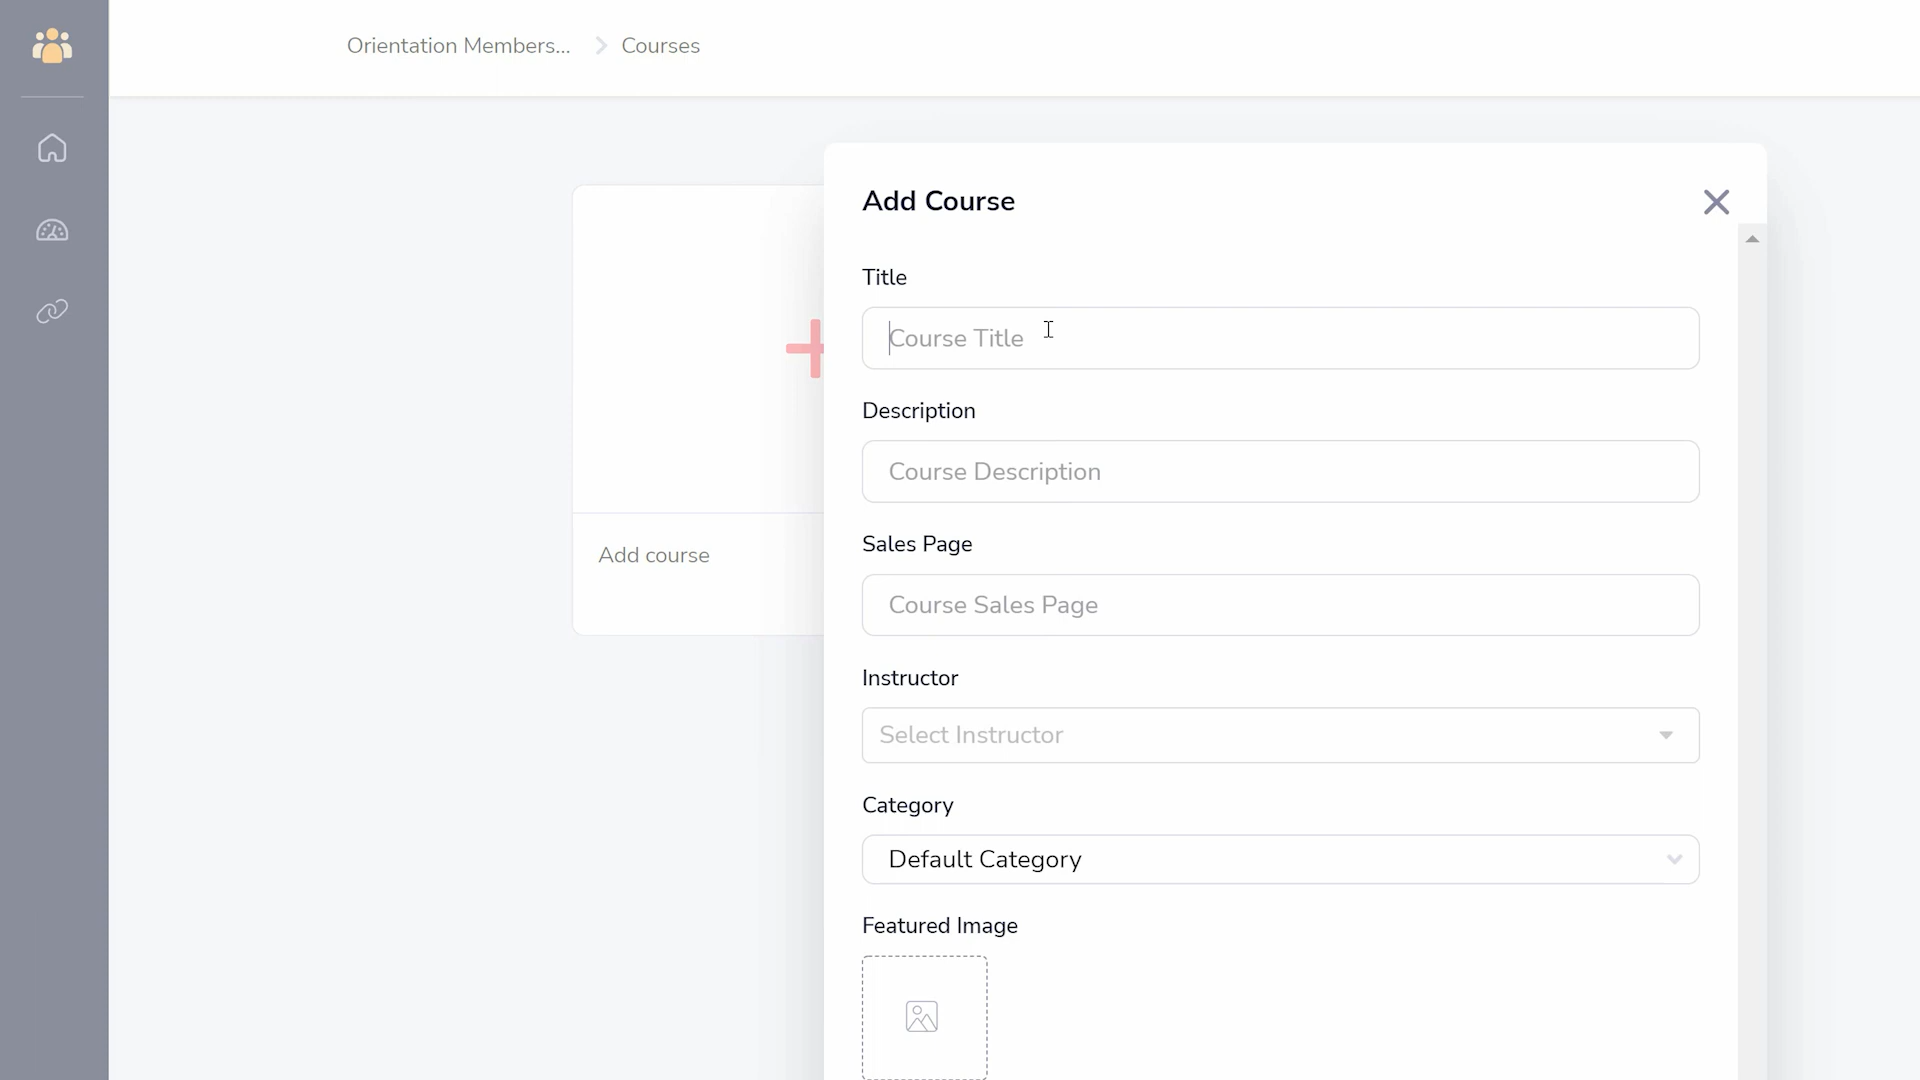 Orientation Members... Courses
Add Course
Title
Course Title
Description
Course Description
Sales Page
Course Sales Page
Instructor
Select Instructor
Category
Default Category
Featured Image
Add course